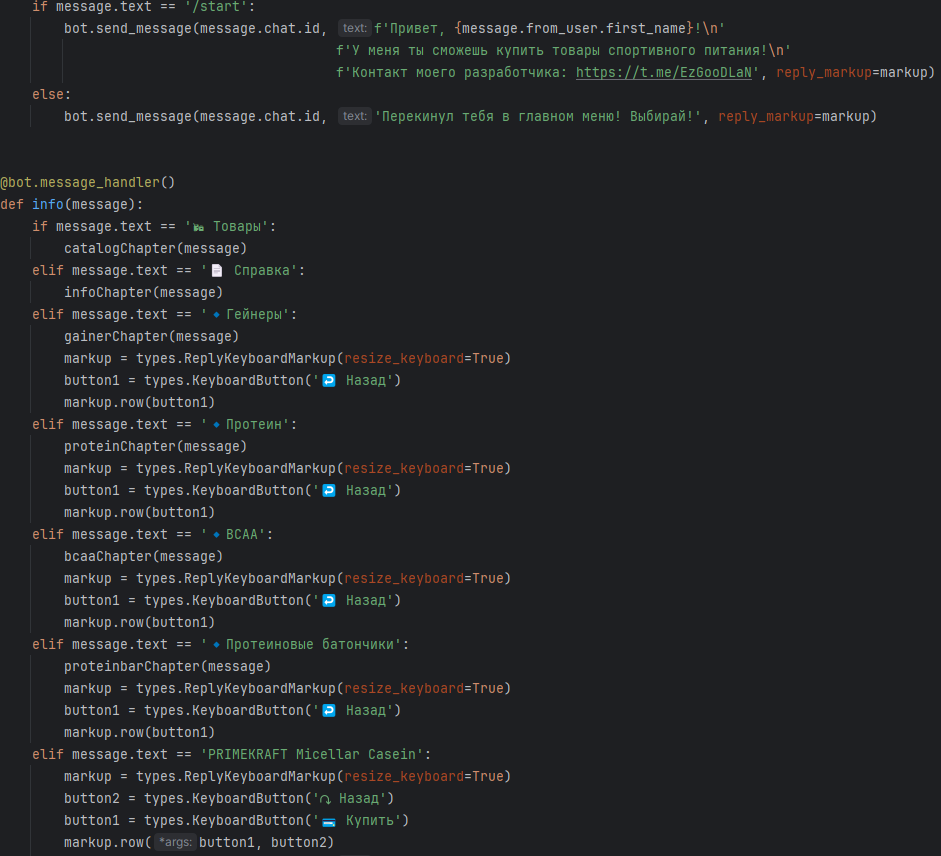 if message.text == '/start':
bot.send_message(message.chat.id, text: f'Привет, {message.from_user.first_name}!\n'
f'У меня ты сможешь купить товары спортивного питания!\n'
f'Контакт моего разработчика: https://t.me/EzGooDLaN', reply_markup=markup)
else:
bot.send_message(message.chat.id, text: 'Перекинул тебя в главном меню! Выбирай!', reply_markup=markup)
@bot.message_handler()
def info(message):
if message.text == '🏍 Товары':
catalogChapter(message)
elif message.text == '📄 Справка':
infoChapter(message)
elif message.text == '🔹Гейнеры':
gainerChapter(message)
markup = types.ReplyKeyboardMarkup(resize_keyboard=True)
button1 = types.KeyboardButton('↩️ Назад')
markup.row(button1)
elif message.text == '🔹Протеин':
proteinChapter(message)
markup = types.ReplyKeyboardMarkup(resize_keyboard=True)
button1 = types.KeyboardButton('↩️ Назад')
markup.row(button1)
elif message.text == '🔹BCAA':
bcaaChapter(message)
markup = types.ReplyKeyboardMarkup(resize_keyboard=True)
button1 = types.KeyboardButton('↩️ Назад')
markup.row(button1)
elif message.text == '🔹Протеиновые батончики':
proteinbarChapter(message)
markup = types.ReplyKeyboardMarkup(resize_keyboard=True)
button1 = types.KeyboardButton('↩️ Назад')
markup.row(button1)
elif message.text == 'PRIMEKRAFT Micellar Casein':
markup = types.ReplyKeyboardMarkup(resize_keyboard=True)
button2 = types.KeyboardButton('⤵ Назад')
button1 = types.KeyboardButton('💳 Купить')
markup.row(*args: button1, button2)